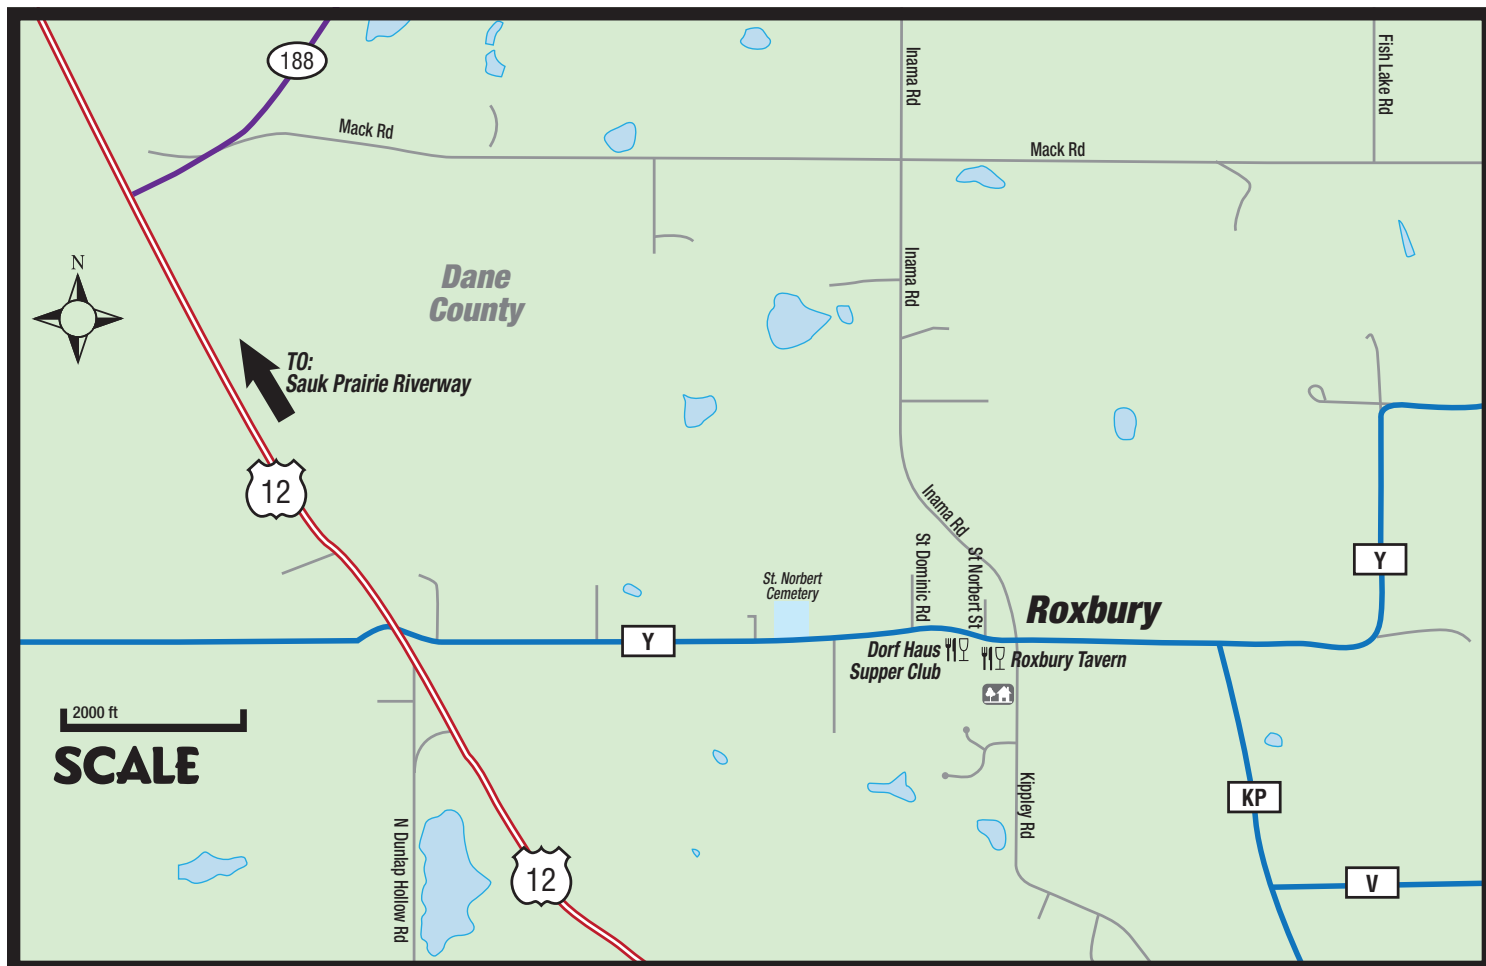 188
Mack Rd
Inama Rd
Fish Lake Rd
Mack Rd
N
Dane
County
Inama Rd
TO:
Sauk Prairie Riverway
12
Inama Rd
St Dominic Rd
St Norbert St
Y
St. Norbert
Cemetery
Roxbury
Y
Dorf Haus
Supper Club
Roxbury Tavern
2000 ft
SCALE
Kippley Rd
KP
N Dunlap Hollow Rd
12
V